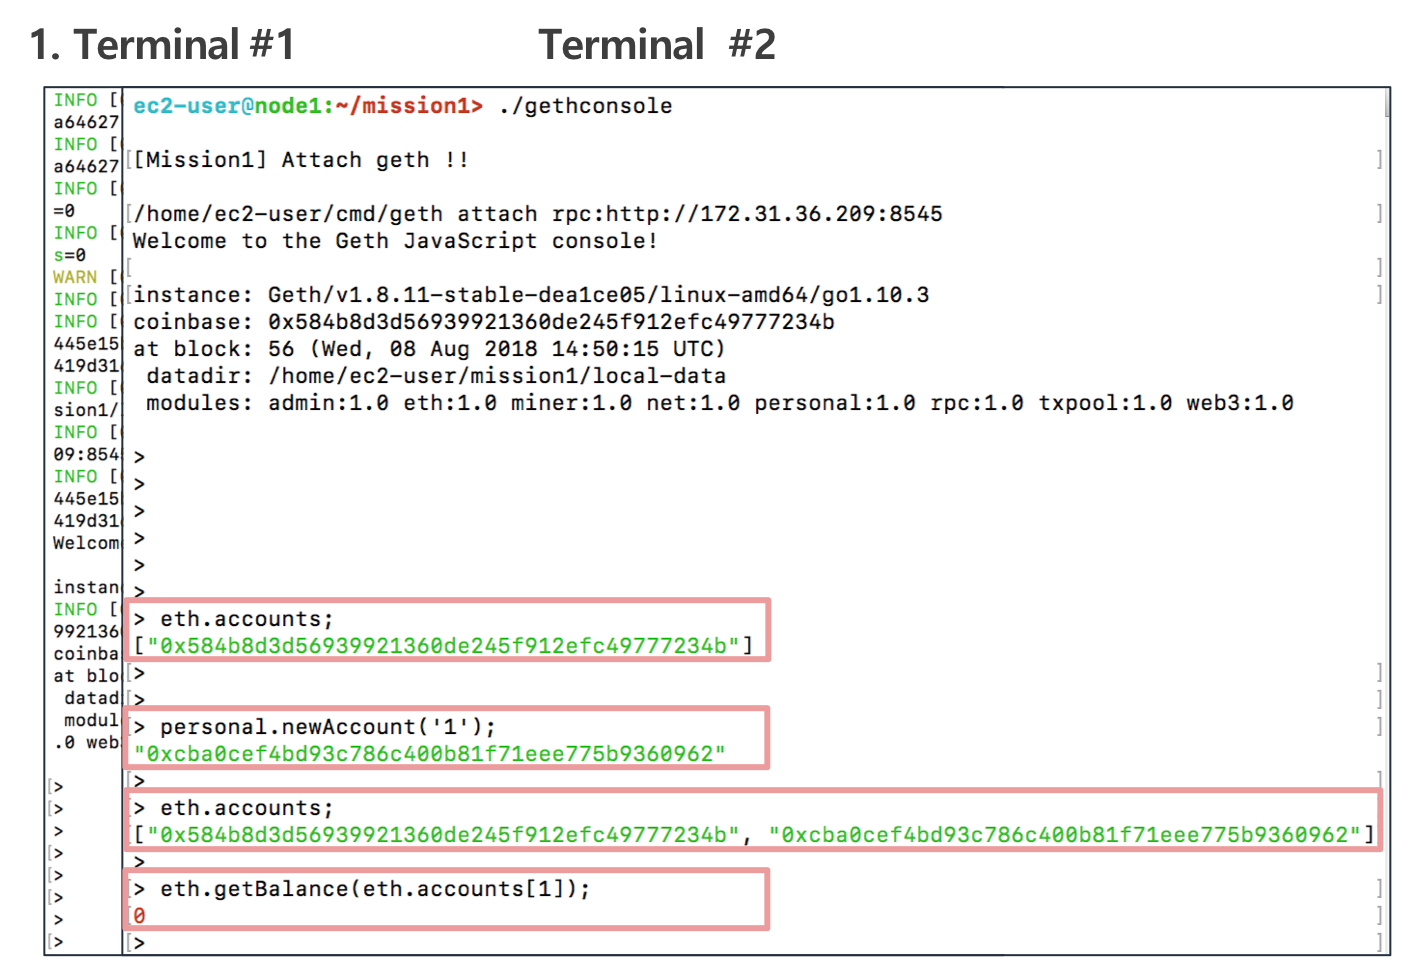 1. Terminal #1
Terminal #2
INFO [
a64627
INFO [
a64627
INFO [
=0
INFO [
s=0
WARN [
INFO [
INFO [
445e15
419d31
INFO [
sion1/
INFO [
09:854
INFO [
445e15
419d31
Welcom
instan
INFO [
992136
coinba
at blo
datad
modul
.0 web
[>
[>
>
[>
[>
[>
>
[>
ec2-user@node1:~/mission1> ./gethconsole
[[Mission1] Attach geth !! ]
[/home/ec2-user/cmd/geth attach rpc:http://172.31.36.209:8545 ]
Welcome to the Geth JavaScript console!
[ ]
[instance: Geth/v1.8.11-stable-dea1ce05/linux-amd64/go1.10.3 ]
coinbase: 0x584b8d3d56939921360de245f912efc49777234b
at block: 56 (Wed, 08 Aug 2018 14:50:15 UTC)
datadir: /home/ec2-user/mission1/local-data
modules: admin:1.0 eth:1.0 miner:1.0 net:1.0 personal:1.0 rpc:1.0 txpool:1.0 web3:1.0
>
>
>
>
>
>
> eth.accounts;
["0x584b8d3d56939921360de245f912efc49777234b"]
[> ]
[> ]
[> personal.newAccount('1'); ]
"0xcba0cef4bd93c786c400b81f71eee775b9360962"
[> ]
[> eth.accounts;
["0x584b8d3d56939921360de245f912efc49777234b", "0xcba0cef4bd93c786c400b81f71eee775b9360962"]
>
[> eth.getBalance(eth.accounts[1]); ]
[0 ]
[> ]